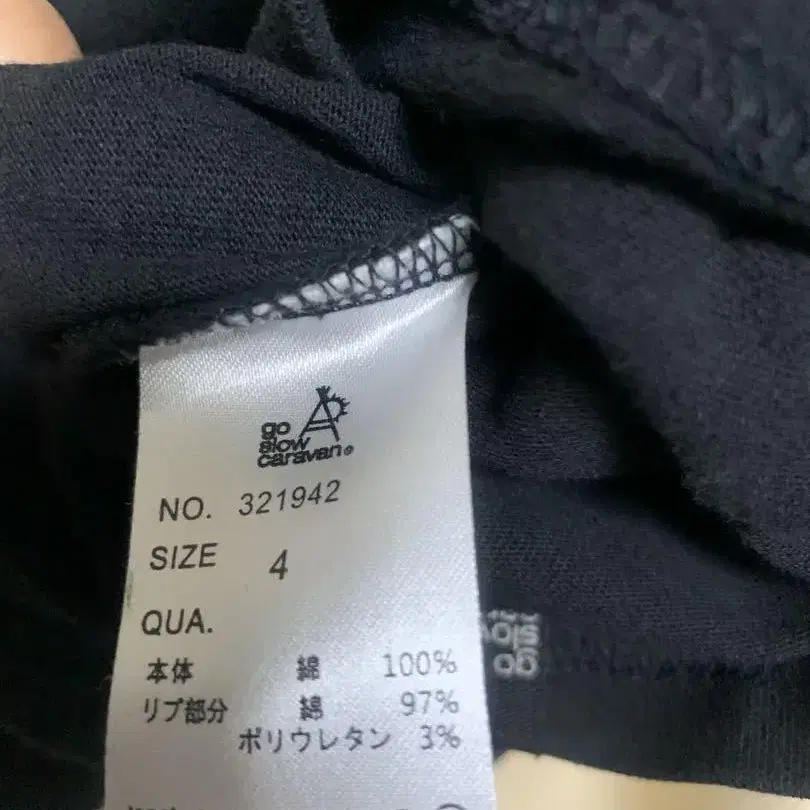 go
slow
caravan®
NO. 321942
SIZE 4
QUA.
本体 綿 100%
リブ部分 綿 97%
ポリウレタン 3%